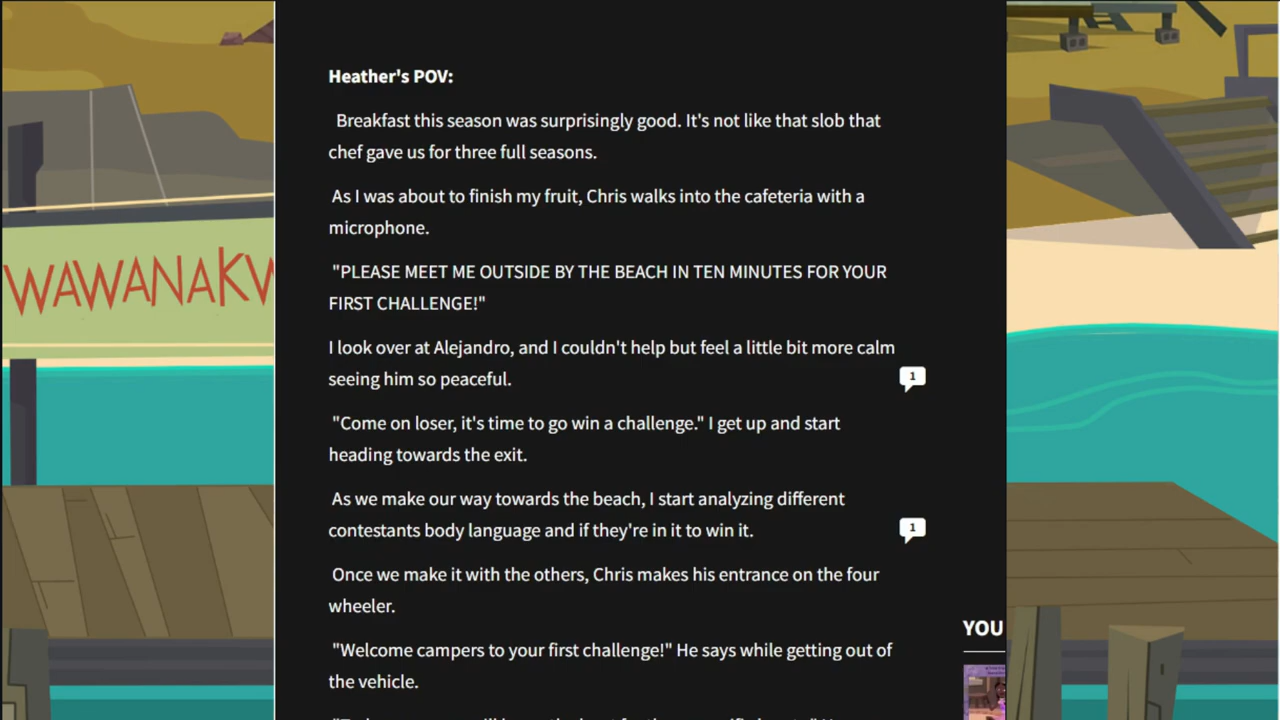 Heather's POV:
Breakfast this season was surprisingly good. It's not like that slob that
chef gave us for three full seasons.
As I was about to finish my fruit, Chris walks into the cafeteria with a
microphone.
"PLEASE MEET ME OUTSIDE BY THE BEACH IN TEN MINUTES FOR YOUR
FIRST CHALLENGE!"
I look over at Alejandro, and I couldn't help but feel a little bit more calm
seeing him so peaceful.
1
"Come on loser, it's time to go win a challenge." I get up and start
heading towards the exit.
As we make our way towards the beach, I start analyzing different
contestants body language and if they're in it to win it.
1
Once we make it with the others, Chris makes his entrance on the four
wheeler.
"Welcome campers to your first challenge!" He says while getting out of
the vehicle.
WAWANAKW
YOU